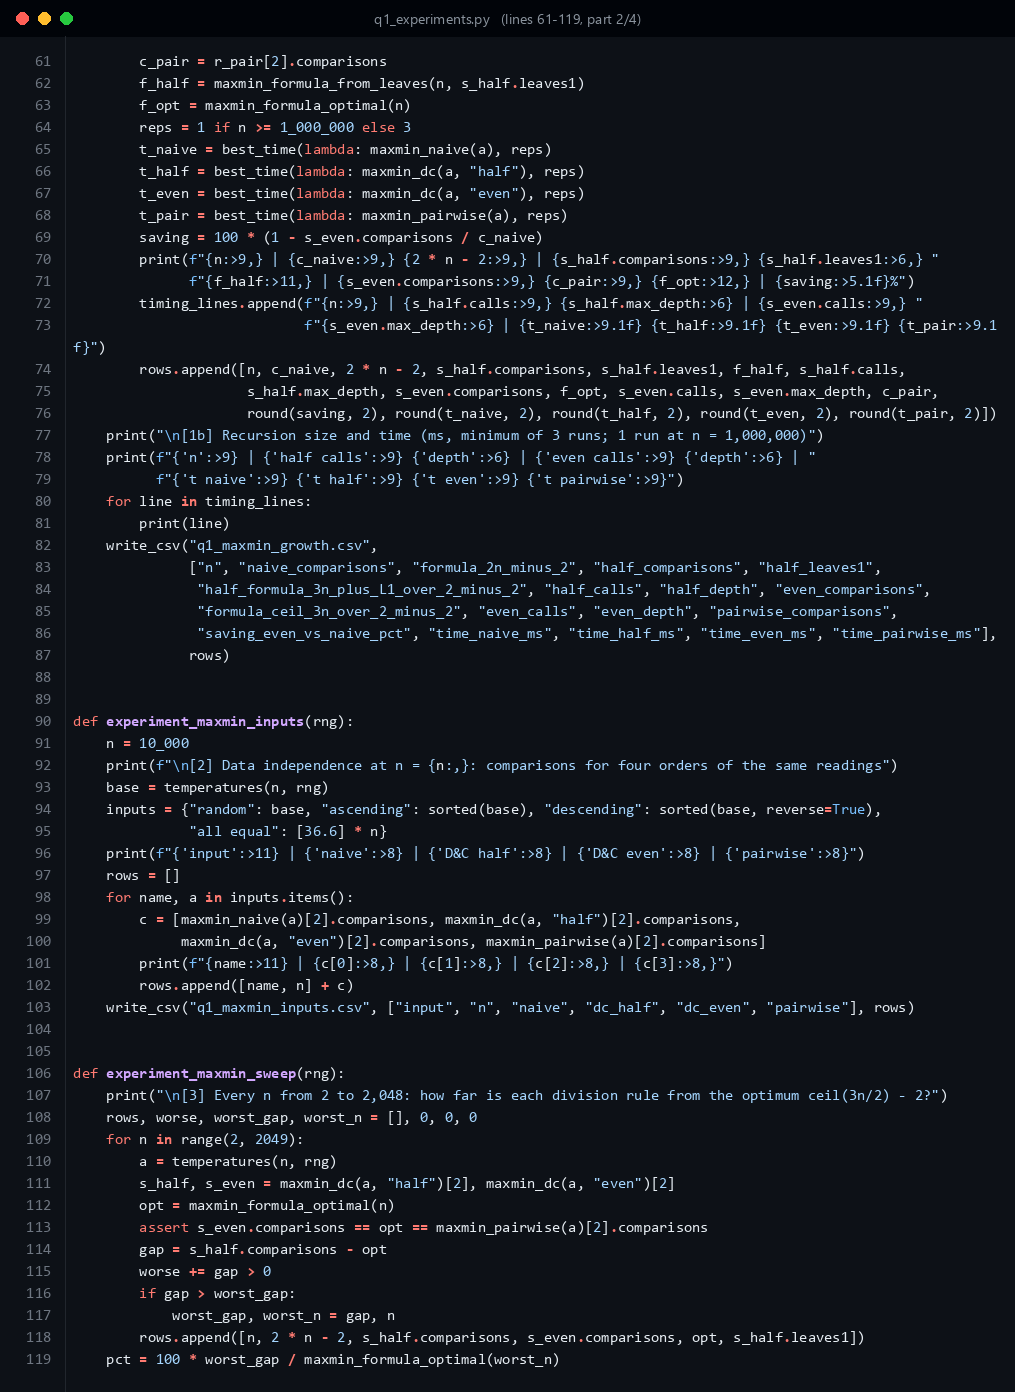 q1_experiments.py (lines 61-119, part 2/4)
61         c_pair = r_pair[2].comparisons
62         f_half = maxmin_formula_from_leaves(n, s_half.leaves1)
63         f_opt = maxmin_formula_optimal(n)
64         reps = 1 if n >= 1_000_000 else 3
65         t_naive = best_time(lambda: maxmin_naive(a), reps)
66         t_half = best_time(lambda: maxmin_dc(a, "half"), reps)
67         t_even = best_time(lambda: maxmin_dc(a, "even"), reps)
68         t_pair = best_time(lambda: maxmin_pairwise(a), reps)
69         saving = 100 * (1 - s_even.comparisons / c_naive)
70         print(f"{n:>9,} | {c_naive:>9,} {2 * n - 2:>9,} | {s_half.comparisons:>9,} {s_half.leaves1:>6,} "
71               f"{f_half:>11,} | {s_even.comparisons:>9,} {c_pair:>9,} {f_opt:>12,} | {saving:>5.1f}%")
72         timing_lines.append(f"{n:>9,} | {s_half.calls:>9,} {s_half.max_depth:>6} | {s_even.calls:>9,} "
73                             f"{s_even.max_depth:>6} | {t_naive:>9.1f} {t_half:>9.1f} {t_even:>9.1f} {t_pair:>9.1
f}")
74         rows.append([n, c_naive, 2 * n - 2, s_half.comparisons, s_half.leaves1, f_half, s_half.calls,
75                      s_half.max_depth, s_even.comparisons, f_opt, s_even.calls, s_even.max_depth, c_pair,
76                      round(saving, 2), round(t_naive, 2), round(t_half, 2), round(t_even, 2), round(t_pair, 2)])
77     print("\n[1b] Recursion size and time (ms, minimum of 3 runs; 1 run at n = 1,000,000)")
78     print(f"{'n':>9} | {'half calls':>9} {'depth':>6} | {'even calls':>9} {'depth':>6} | "
79           f"{'t naive':>9} {'t half':>9} {'t even':>9} {'t pairwise':>9}")
80     for line in timing_lines:
81         print(line)
82     write_csv("q1_maxmin_growth.csv",
83               ["n", "naive_comparisons", "formula_2n_minus_2", "half_comparisons", "half_leaves1",
84                "half_formula_3n_plus_L1_over_2_minus_2", "half_calls", "half_depth", "even_comparisons",
85                "formula_ceil_3n_over_2_minus_2", "even_calls", "even_depth", "pairwise_comparisons",
86                "saving_even_vs_naive_pct", "time_naive_ms", "time_half_ms", "time_even_ms", "time_pairwise_ms"],
87               rows)
88
89
90 def experiment_maxmin_inputs(rng):
91     n = 10_000
92     print(f"\n[2] Data independence at n = {n:,}: comparisons for four orders of the same readings")
93     base = temperatures(n, rng)
94     inputs = {"random": base, "ascending": sorted(base), "descending": sorted(base, reverse=True),
95               "all equal": [36.6] * n}
96     print(f"{'input':>11} | {'naive':>8} | {'D&C half':>8} | {'D&C even':>8} | {'pairwise':>8}")
97     rows = []
98     for name, a in inputs.items():
99         c = [maxmin_naive(a)[2].comparisons, maxmin_dc(a, "half")[2].comparisons,
100              maxmin_dc(a, "even")[2].comparisons, maxmin_pairwise(a)[2].comparisons]
101         print(f"{name:>11} | {c[0]:>8,} | {c[1]:>8,} | {c[2]:>8,} | {c[3]:>8,}")
102         rows.append([name, n] + c)
103     write_csv("q1_maxmin_inputs.csv", ["input", "n", "naive", "dc_half", "dc_even", "pairwise"], rows)
104
105
106 def experiment_maxmin_sweep(rng):
107     print("\n[3] Every n from 2 to 2,048: how far is each division rule from the optimum ceil(3n/2) - 2?")
108     rows, worse, worst_gap, worst_n = [], 0, 0, 0
109     for n in range(2, 2049):
110         a = temperatures(n, rng)
111         s_half, s_even = maxmin_dc(a, "half")[2], maxmin_dc(a, "even")[2]
112         opt = maxmin_formula_optimal(n)
113         assert s_even.comparisons == opt == maxmin_pairwise(a)[2].comparisons
114         gap = s_half.comparisons - opt
115         worse += gap > 0
116         if gap > worst_gap:
117             worst_gap, worst_n = gap, n
118         rows.append([n, 2 * n - 2, s_half.comparisons, s_even.comparisons, opt, s_half.leaves1])
119     pct = 100 * worst_gap / maxmin_formula_optimal(worst_n)